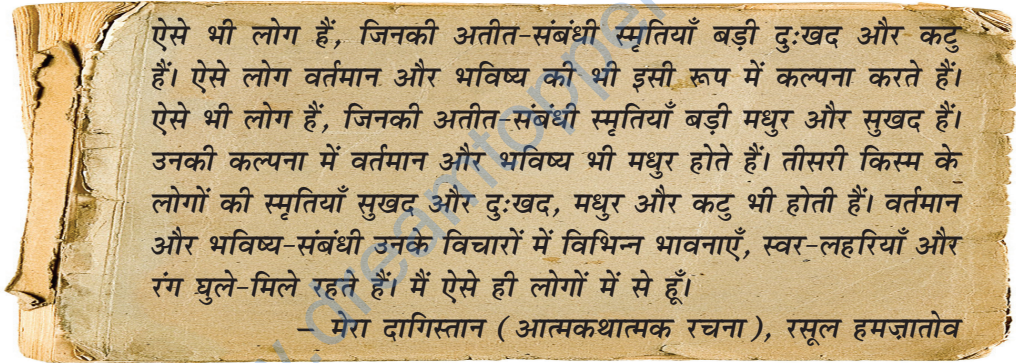 ऐसे भी लोग हैं, जिनकी अतीत-संबंधी स्मृतियाँ बड़ी दुःखद और कटु
हैं। ऐसे लोग वर्तमान और भविष्य की भी इसी रूप में कल्पना करते हैं।
ऐसे भी लोग हैं, जिनकी अतीत-संबंधी स्मृतियाँ बड़ी मधुर और सुखद हैं।
उनकी कल्पना में वर्तमान और भविष्य भी मधुर होते हैं। तीसरी किस्म के
लोगों की स्मृतियाँ सुखद और दुःखद, मधुर और कटु भी होती हैं। वर्तमान
और भविष्य-संबंधी उनके विचारों में विभिन्न भावनाएँ, स्वर-लहरियाँ और
रंग घुले-मिले रहते हैं। मैं ऐसे ही लोगों में से हूँ।
– मेरा दागिस्तान (आत्मकथात्मक रचना), रसूल हमज़ातोव